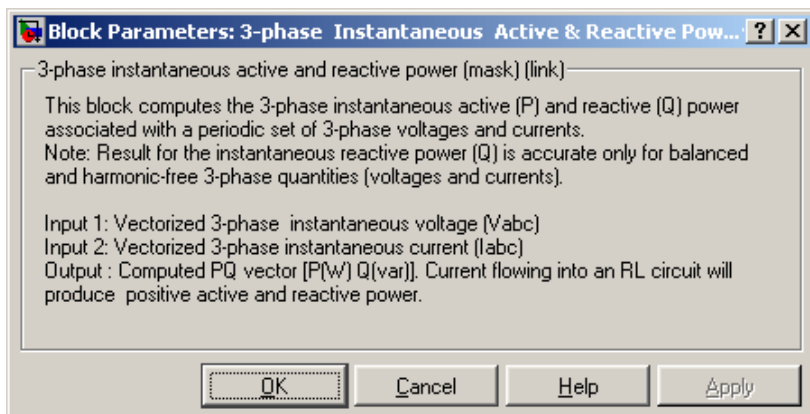 Block Parameters: 3-phase Instantaneous Active & Reactive Pow...
3-phase instantaneous active and reactive power (mask) (link)
This block computes the 3-phase instantaneous active (P) and reactive (Q) power
associated with a periodic set of 3-phase voltages and currents.
Note: Result for the instantaneous reactive power (Q) is accurate only for balanced
and harmonic-free 3-phase quantities (voltages and currents).
Input 1: Vectorized 3-phase instantaneous voltage (Vabc)
Input 2: Vectorized 3-phase instantaneous current (Iabc)
Output : Computed PQ vector [P(W) Q(var)]. Current flowing into an RL circuit will
produce positive active and reactive power.
OK Cancel Help Apply